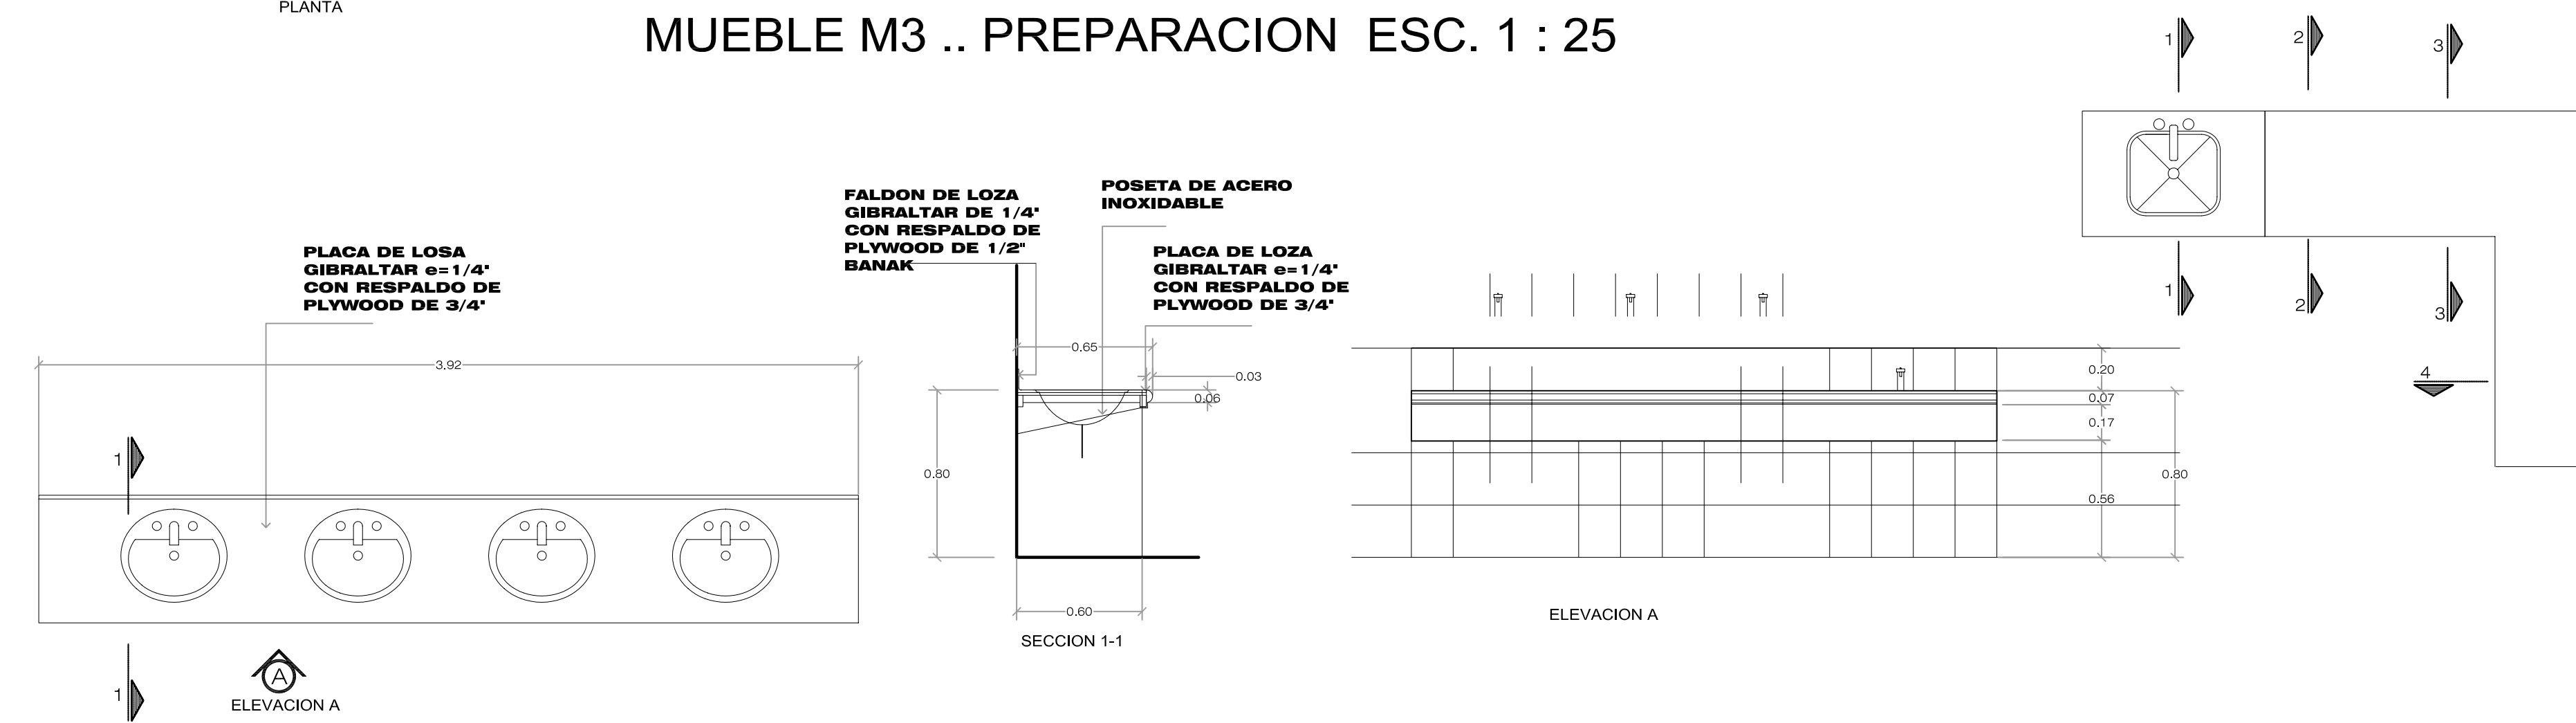 PLANTA
MUEBLE M3 .. PREPARACION ESC. 1 : 25
PLACA DE LOSA
GIBRALTAR e=1/4"
CON RESPALDO DE
PLYWOOD DE 3/4"
3.92
1
1
A
ELEVACION A
FALDON DE LOZA
GIBRALTAR DE 1/4"
CON RESPALDO DE
PLYWOOD DE 1/2"
BANAK
POSETA DE ACERO
INOXIDABLE
PLACA DE LOZA
GIBRALTAR e=1/4"
CON RESPALDO DE
PLYWOOD DE 3/4"
0.65
0.03
0.06
0.80
0.60
SECCION 1-1
0.20
0.07
0.17
0.80
0.56
ELEVACION A
1
2
3
1
2
3
4